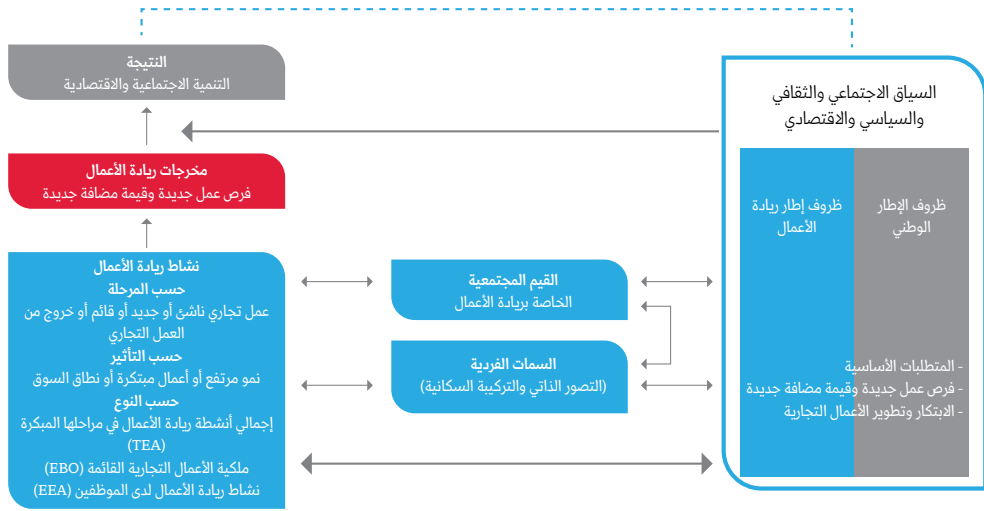 السياق الاجتماعي والثقافي
والسياسي والاقتصادي
ظروف الإطار
الوطني
ظروف إطار ريادة
الأعمال
- المتطلبات الأساسية
- فرص عمل جديدة وقيمة مضافة جديدة
- الابتكار وتطوير الأعمال التجارية
القيم المجتمعية
الخاصة بريادة الأعمال
السمات الفردية
(التصور الذاتي والتركيبة السكانية)
النتيجة
التنمية الاجتماعية والاقتصادية
مخرجات ريادة الأعمال
فرص عمل جديدة وقيمة مضافة جديدة
نشاط ريادة الأعمال
حسب المرحلة
عمل تجاري ناشئ أو جديد أو قائم أو خروج من
العمل التجاري
حسب التأثير
نمو مرتفع أو أعمال مبتكرة أو نطاق السوق
حسب النوع
إجمالي أنشطة ريادة الأعمال في مراحلها المبكرة
(TEA)
ملكية الأعمال التجارية القائمة (EBO)
نشاط ريادة الأعمال لدى الموظفين (EEA)